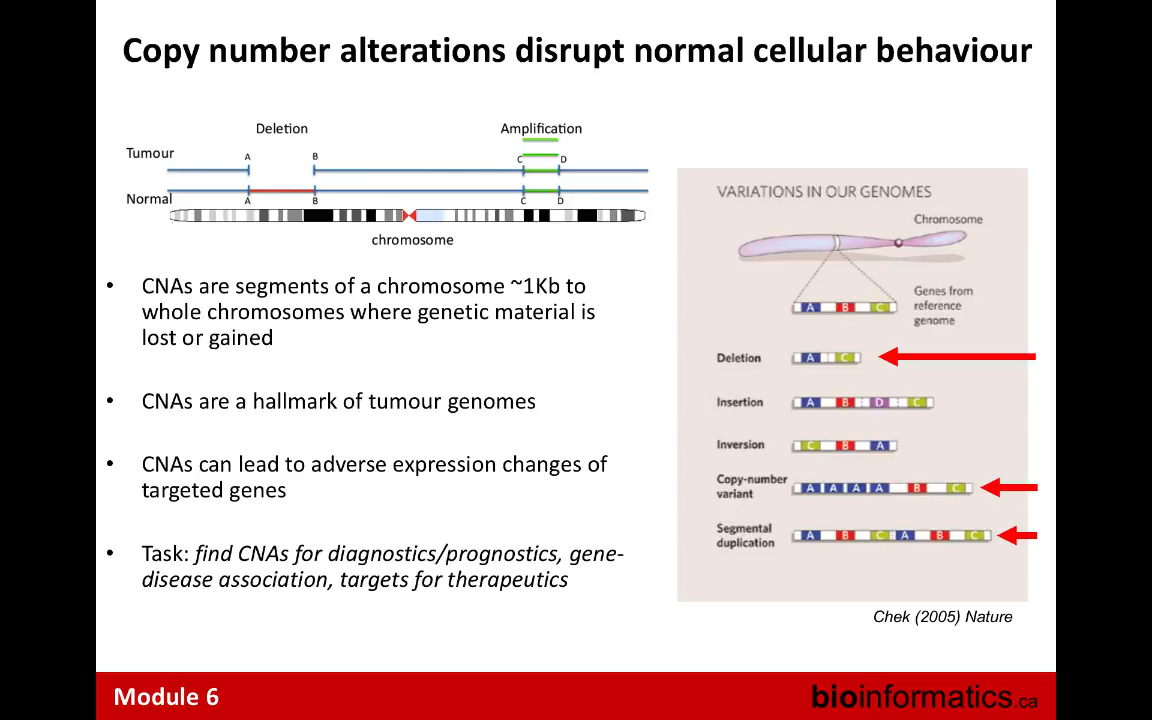 Copy number alterations disrupt normal cellular behaviour
Deletion
Amplification
Tumour
A
B
C
D
Normal
A
B
C
D
chromosome
• CNAs are segments of a chromosome ~1Kb to
whole chromosomes where genetic material is
lost or gained
• CNAs are a hallmark of tumour genomes
• CNAs can lead to adverse expression changes of
targeted genes
• Task: find CNAs for diagnostics/prognostics, gene-
disease association, targets for therapeutics
VARIATIONS IN OUR GENOMES
Chromosome
A B C
Genes from
reference
genome
Deletion
A C
Insertion
A B D C
Inversion
C B A
Copy-number
variant
A A A A B C
Segmental
duplication
A B C A B C
Chek (2005) Nature
Module 6
bioinformatics.ca